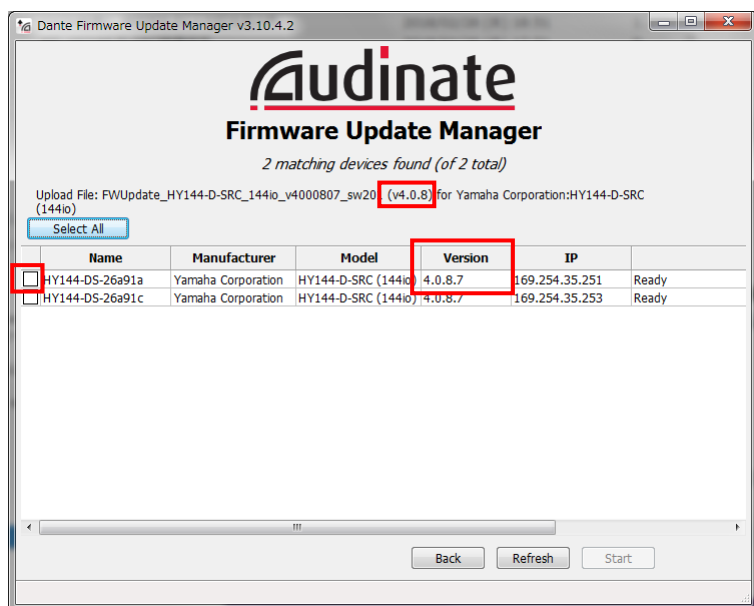 Dante Firmware Update Manager v3.10.4.2
Audinate
Firmware Update Manager
2 matching devices found (of 2 total)
Upload File: FWUpdate_HY144-D-SRC_144io_v4000807_sw20 (v4.0.8) for Yamaha Corporation:HY144-D-SRC
(144io)
Select All
Name Manufacturer Model Version IP
HY144-DS-26a91a Yamaha Corporation HY144-D-SRC (144io) 4.0.8.7 169.254.35.251 Ready
HY144-DS-26a91c Yamaha Corporation HY144-D-SRC (144io) 4.0.8.7 169.254.35.253 Ready
Back Refresh Start